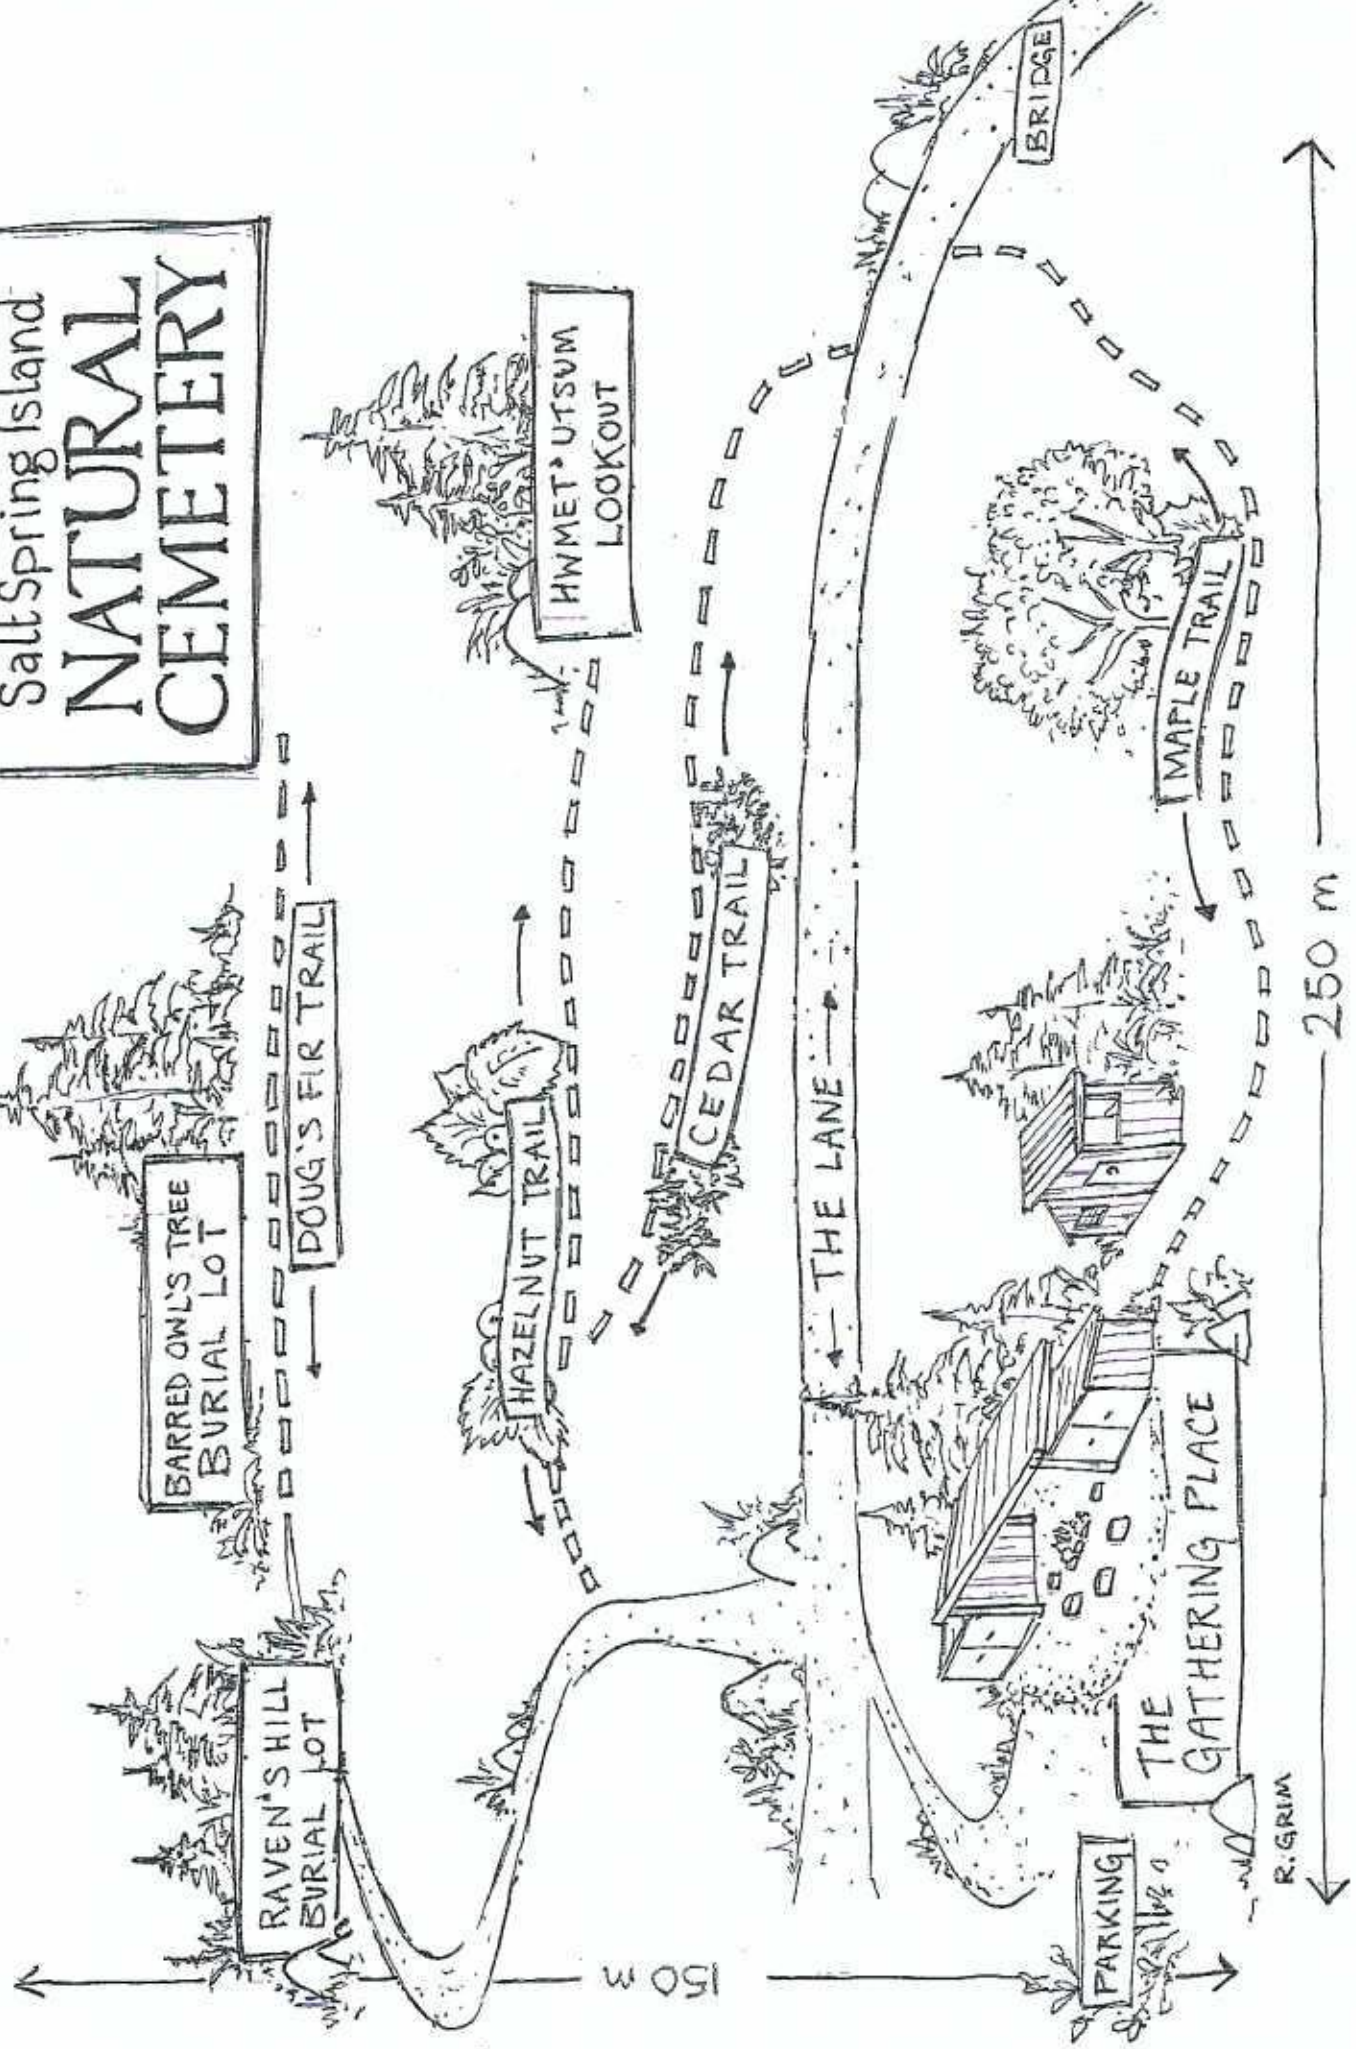 Salt Spring Island
NATURAL
CEMETERY
BARRED OWL'S TREE
BURIAL LOT
RAVEN'S HILL
BURIAL LOT
DOUG'S FIR TRAIL
HWMET'UTSUM
LOOKOUT
HAZELNUT TRAIL
CEDAR TRAIL
THE LANE
BRIDGE
MAPLE TRAIL
THE
GATHERING PLACE
PARKING
150 m
R. GRIM
250 m